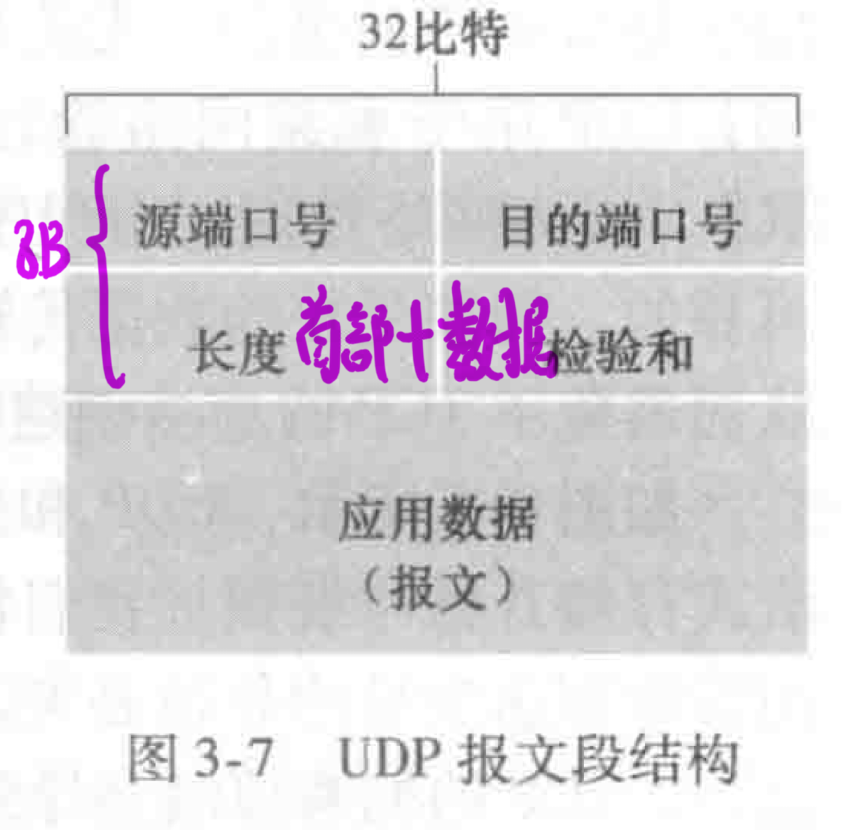 32比特
源端口号 目的端口号
8B
长度 首部+数据 检验和
应用数据
（报文）
图 3-7 UDP 报文段结构